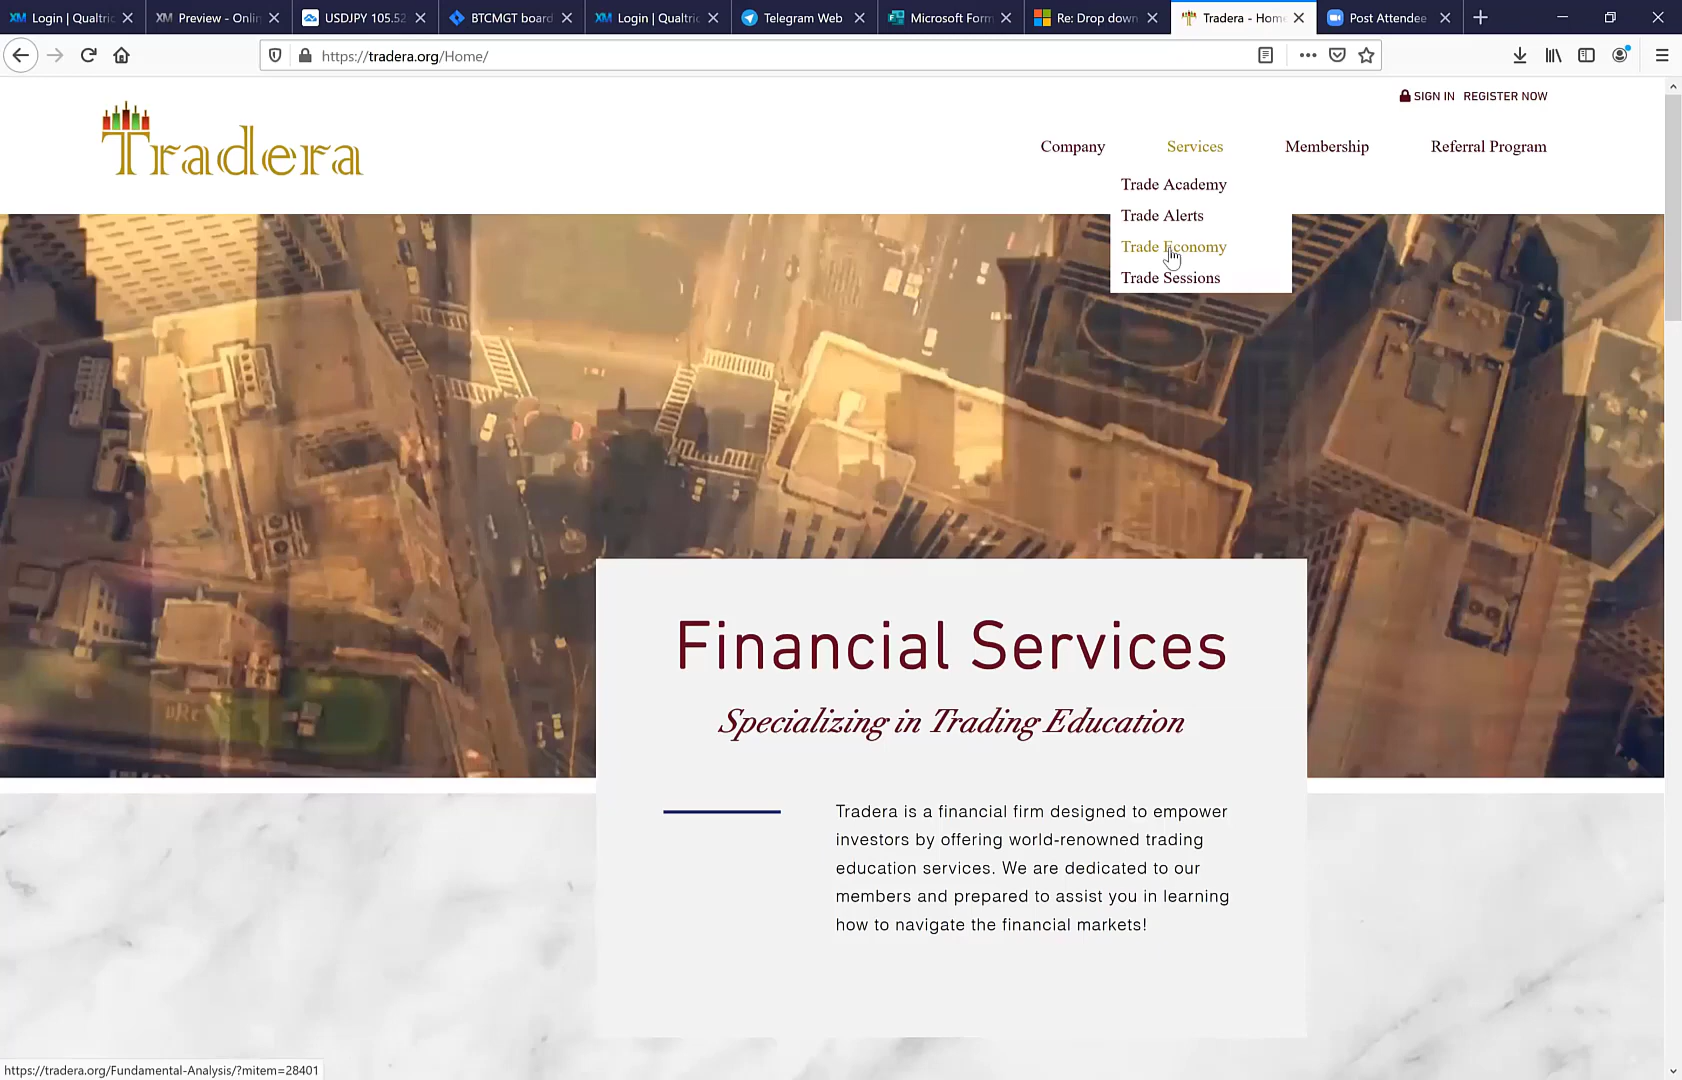 Login | Qualtri
Preview - Onlin
USDJPY 105.52
BTCMGT board
Login | Qualtri
Telegram Web
Microsoft Form
Re: Drop down
Tradera - Home
Post Attendee
https://tradera.org/Home/
SIGN IN REGISTER NOW
Tradera
Company Services Membership Referral Program
Trade Academy
Trade Alerts
Trade Economy
Trade Sessions
Financial Services
Specializing in Trading Education
Tradera is a financial firm designed to empower
investors by offering world-renowned trading
education services. We are dedicated to our
members and prepared to assist you in learning
how to navigate the financial markets!
https://tradera.org/Fundamental-Analysis/?mitem=28401